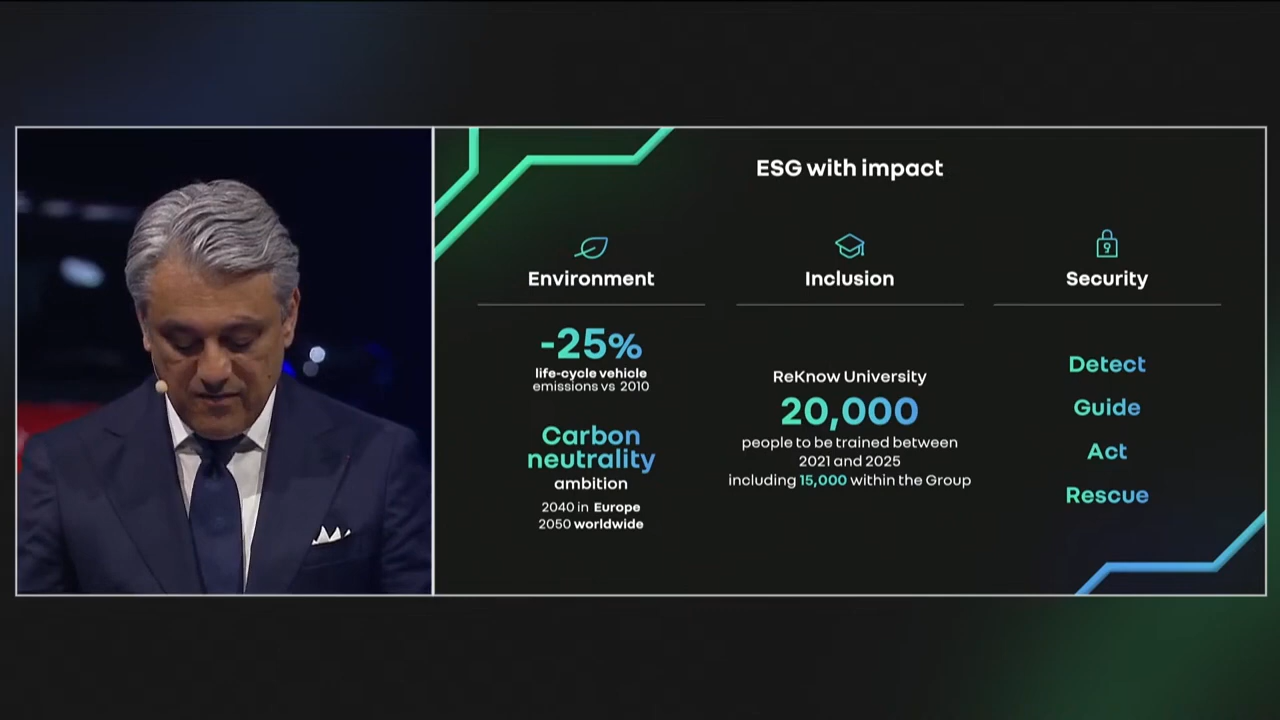 ESG with impact
Environment
-25%
life-cycle vehicle
emissions vs 2010
Carbon
neutrality
ambition
2040 in Europe
2050 worldwide
Inclusion
ReKnow University
20,000
people to be trained between
2021 and 2025
including 15,000 within the Group
Security
Detect
Guide
Act
Rescue